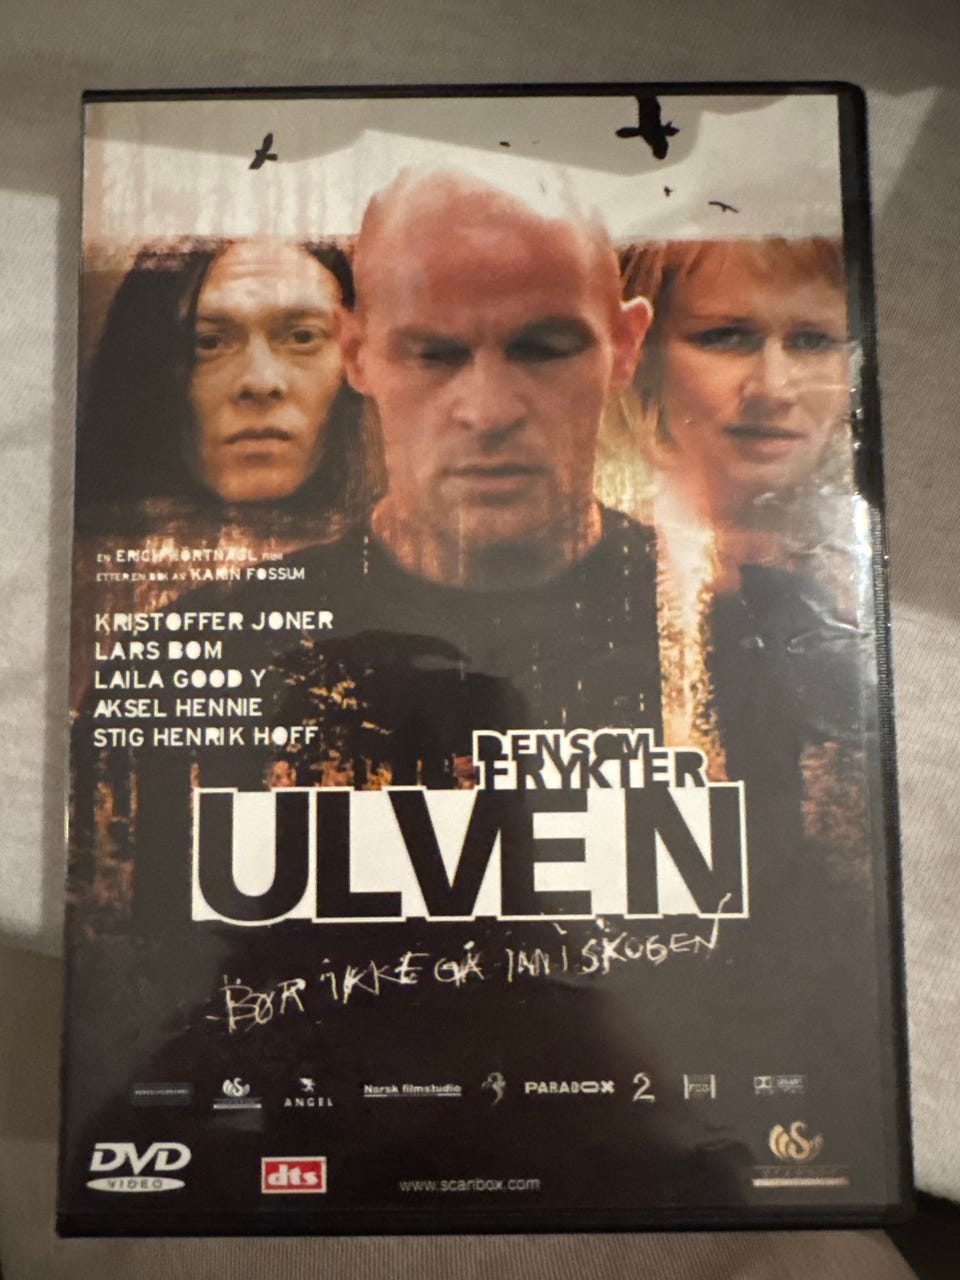 EN ERICH HÖRTNAGL FILM
ETTER EN BOK AV KARIN FOSSUM
KRISTOFFER JONER
LARS BOM
LAILA GOODY
AKSEL HENNIE
STIG HENRIK HOFF
DEN SOM
FRYKTER
ULVEN
BØR IKKE GÅ INN I SKOGEN
ANGEL
Norsk filmstudio
PARADOX
2
DVD
VIDEO
dts
www.scanbox.com